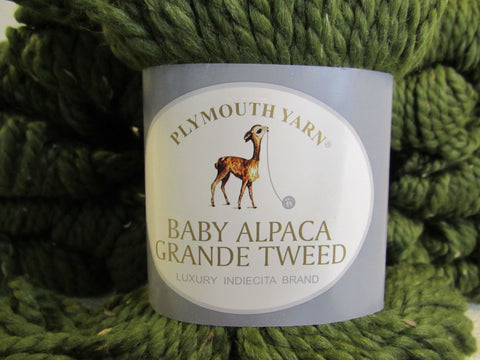 PLYMOUTH YARN®
BABY ALPACA
GRANDE TWEED
LUXURY INDIECITA BRAND